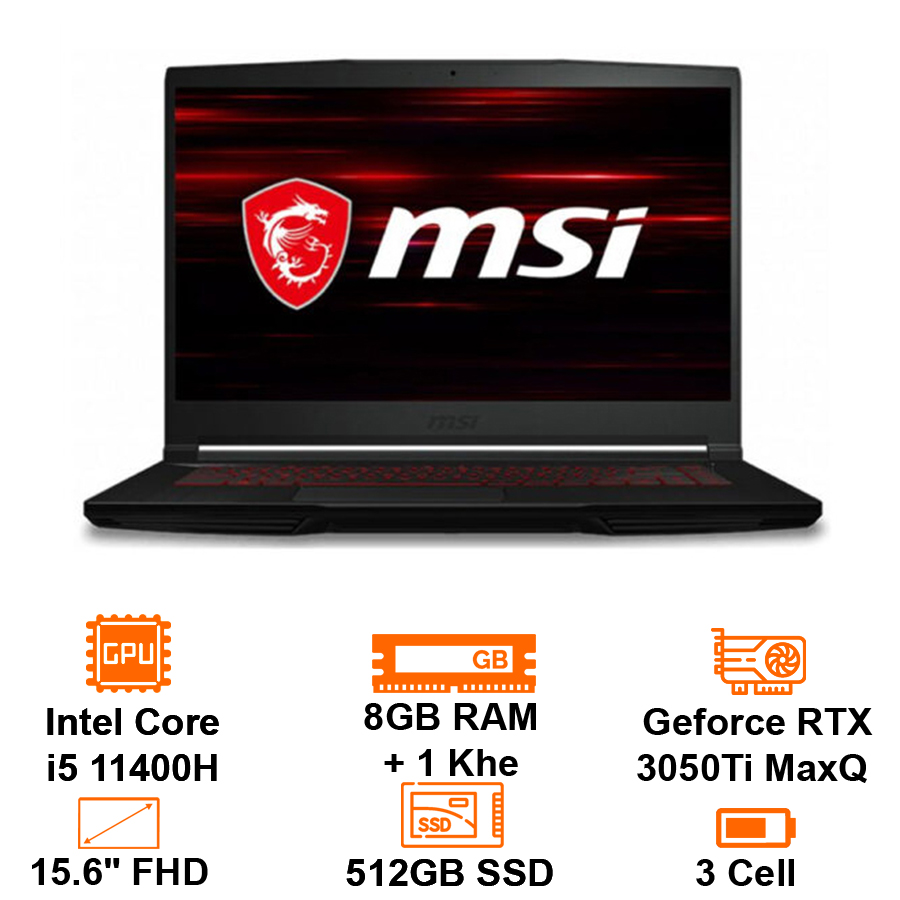 msi
msi
GPU
GB
Intel Core
i5 11400H
8GB RAM
+ 1 Khe
Geforce RTX
3050Ti MaxQ
SSD
15.6" FHD
512GB SSD
3 Cell